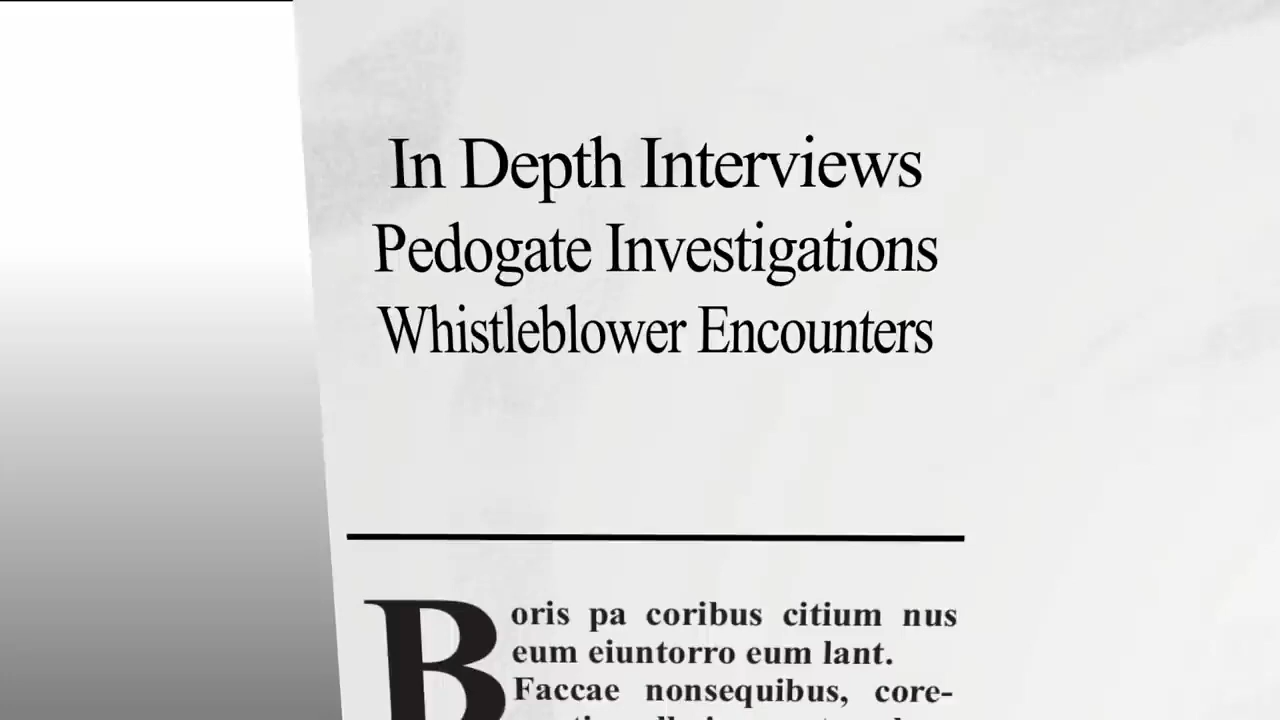 In Depth Interviews
Pedogate Investigations
Whistleblower Encounters
Boris pa coribus citium nus
eum eiuntorro eum lant.
Faccae nonsequibus, core-